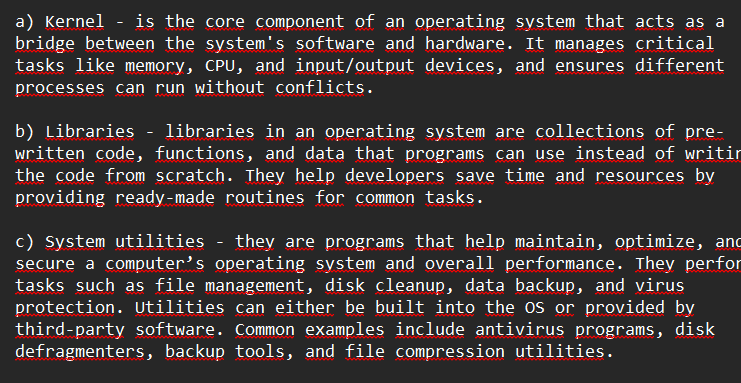 a) Kernel - is the core component of an operating system that acts as a
bridge between the system's software and hardware. It manages critical
tasks like memory, CPU, and input/output devices, and ensures different
processes can run without conflicts.
b) Libraries - libraries in an operating system are collections of pre-
written code, functions, and data that programs can use instead of writin
the code from scratch. They help developers save time and resources by
providing ready-made routines for common tasks.
c) System utilities - they are programs that help maintain, optimize, and
secure a computer’s operating system and overall performance. They perfor
tasks such as file management, disk cleanup, data backup, and virus
protection. Utilities can either be built into the OS or provided by
third-party software. Common examples include antivirus programs, disk
defragmenters, backup tools, and file compression utilities.